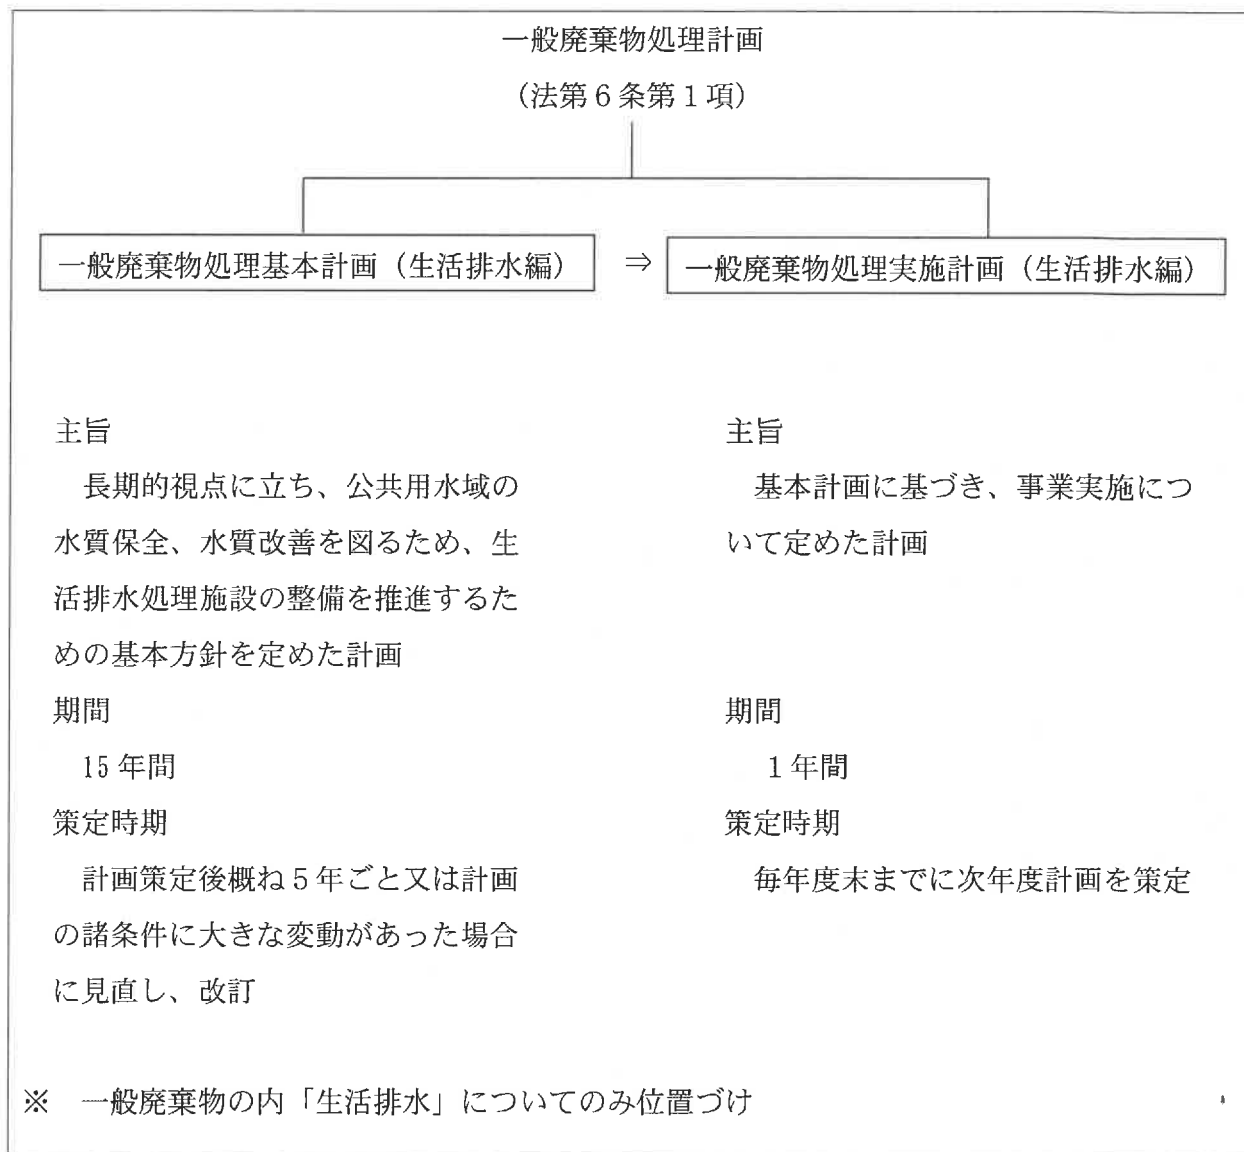 一般廃棄物処理計画
（法第６条第１項）
一般廃棄物処理基本計画（生活排水編）
⇒
一般廃棄物処理実施計画（生活排水編）
主旨
長期的視点に立ち、公共用水域の
水質保全、水質改善を図るため、生
活排水処理施設の整備を推進するた
めの基本方針を定めた計画
期間
15年間
策定時期
計画策定後概ね５年ごと又は計画
の諸条件に大きな変動があった場合
に見直し、改訂
主旨
基本計画に基づき、事業実施につ
いて定めた計画
期間
１年間
策定時期
毎年度末までに次年度計画を策定
※　一般廃棄物の内「生活排水」についてのみ位置づけ